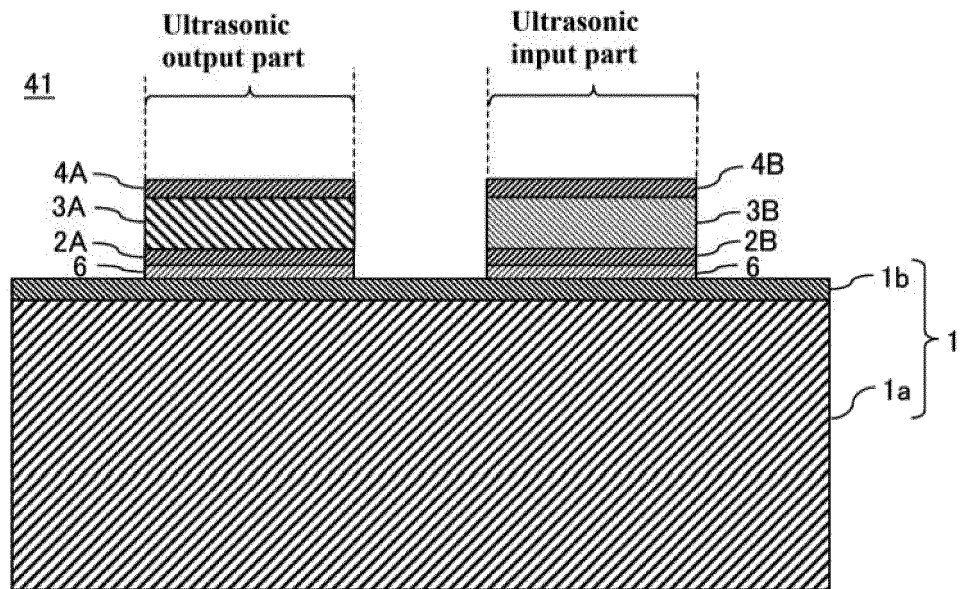 Ultrasonic
output part
Ultrasonic
input part
41
4A
3A
2A
6
4B
3B
2B
6
1b
1
1a